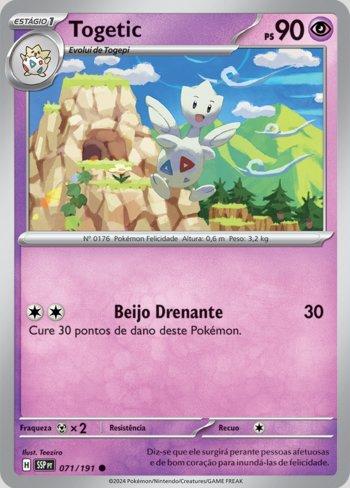 ESTÁGIO 1
Togetic
PS 90
Evolui de Togepi
Nº 0176 Pokémon Felicidade Altura: 0,6 m Peso: 3,2 kg
Beijo Drenante 30
Cure 30 pontos de dano deste Pokémon.
Fraqueza ×2 Resistência Recuo
Ilust. Teeziro
Diz-se que ele surgirá perante pessoas afetuosas
e de bom coração para inundá-las de felicidade.
H SSP PT 071/191
©2024 Pokémon/Nintendo/Creatures/GAME FREAK